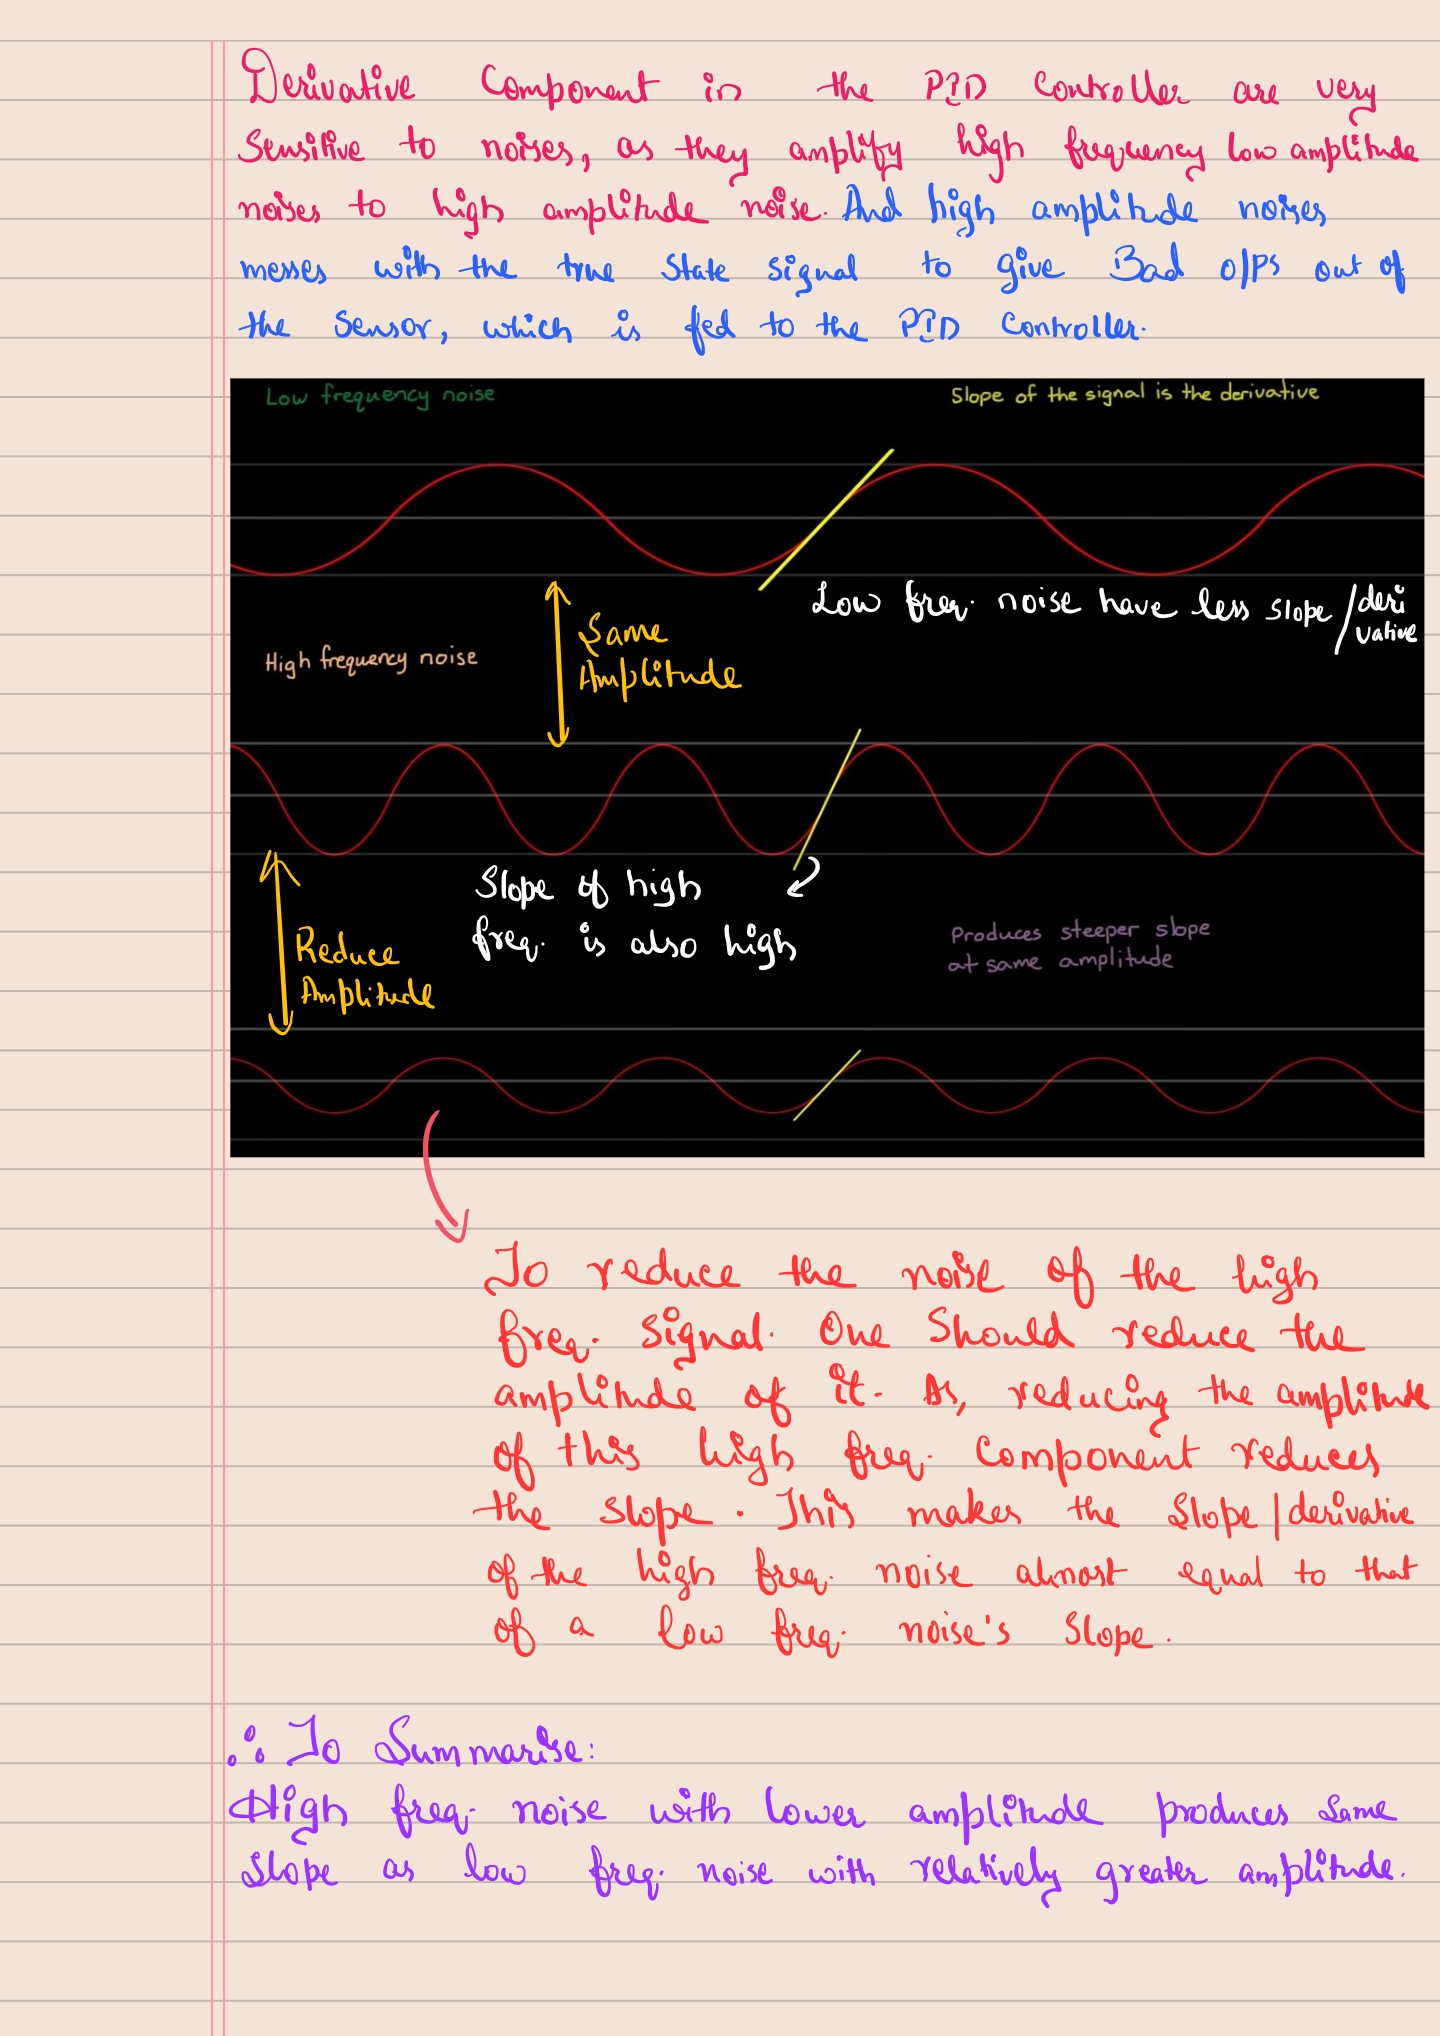 Derivative Component in the PID Controller are very
Sensitive to noises, as they amplify high frequency low amplitude
noises to high amplitude noise. And high amplitude noises
messes with the true State signal to give Bad o/Ps out of
the Sensor, which is fed to the PID Controller.
Low frequency noise
Slope of the signal is the derivative
Low freq. noise have less slope/deri
vative
Same
Amplitude
High frequency noise
Slope of high
freq. is also high
Produces steeper slope
at same amplitude
Reduce
Amplitude
To reduce the noise of the high
freq. signal. One Should reduce the
amplitude of it. As, reducing the amplitude
of this high freq. Component reduces
the slope. This makes the Slope/derivative
of the high freq. noise almost equal to that
of a low freq. noise's Slope.
∴ To Summarise:
High freq. noise with lower amplitude produces Same
Slope as low freq. noise with relatively greater amplitude.